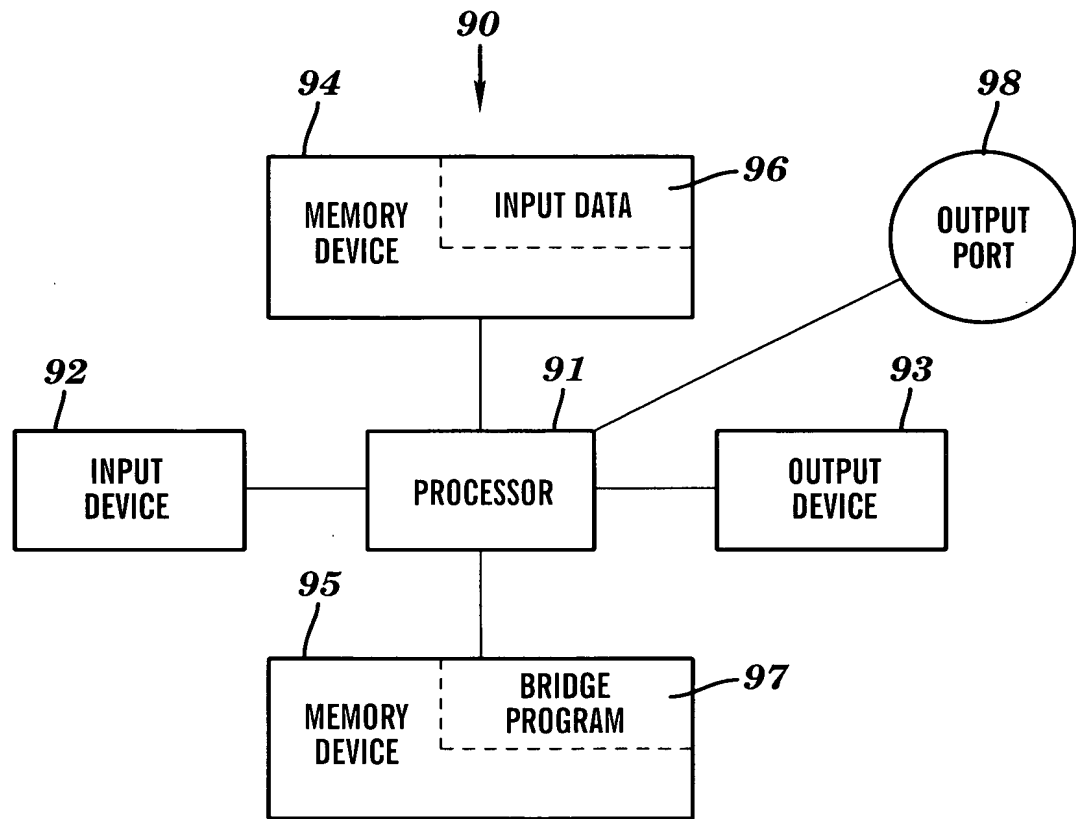 90
94
98
96
MEMORY
DEVICE
INPUT DATA
OUTPUT
PORT
92
91
93
INPUT
DEVICE
PROCESSOR
OUTPUT
DEVICE
95
97
MEMORY
DEVICE
BRIDGE
PROGRAM